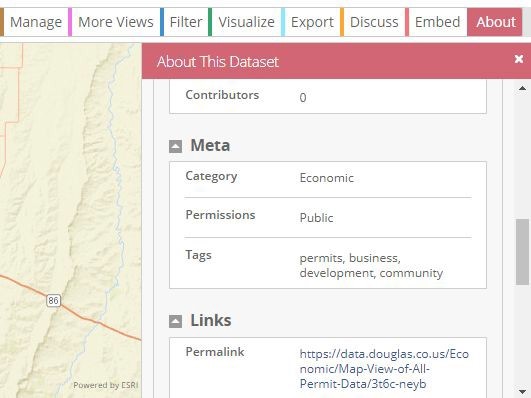 Manage More Views Filter Visualize Export Discuss Embed About
About This Dataset ×
Contributors 0
Meta
Category Economic
Permissions Public
Tags permits, business,
development, community
Links
Permalink https://data.douglas.co.us/Eco
nomic/Map-View-of-All-
Permit-Data/3t6c-neyb
86
Powered by ESRI